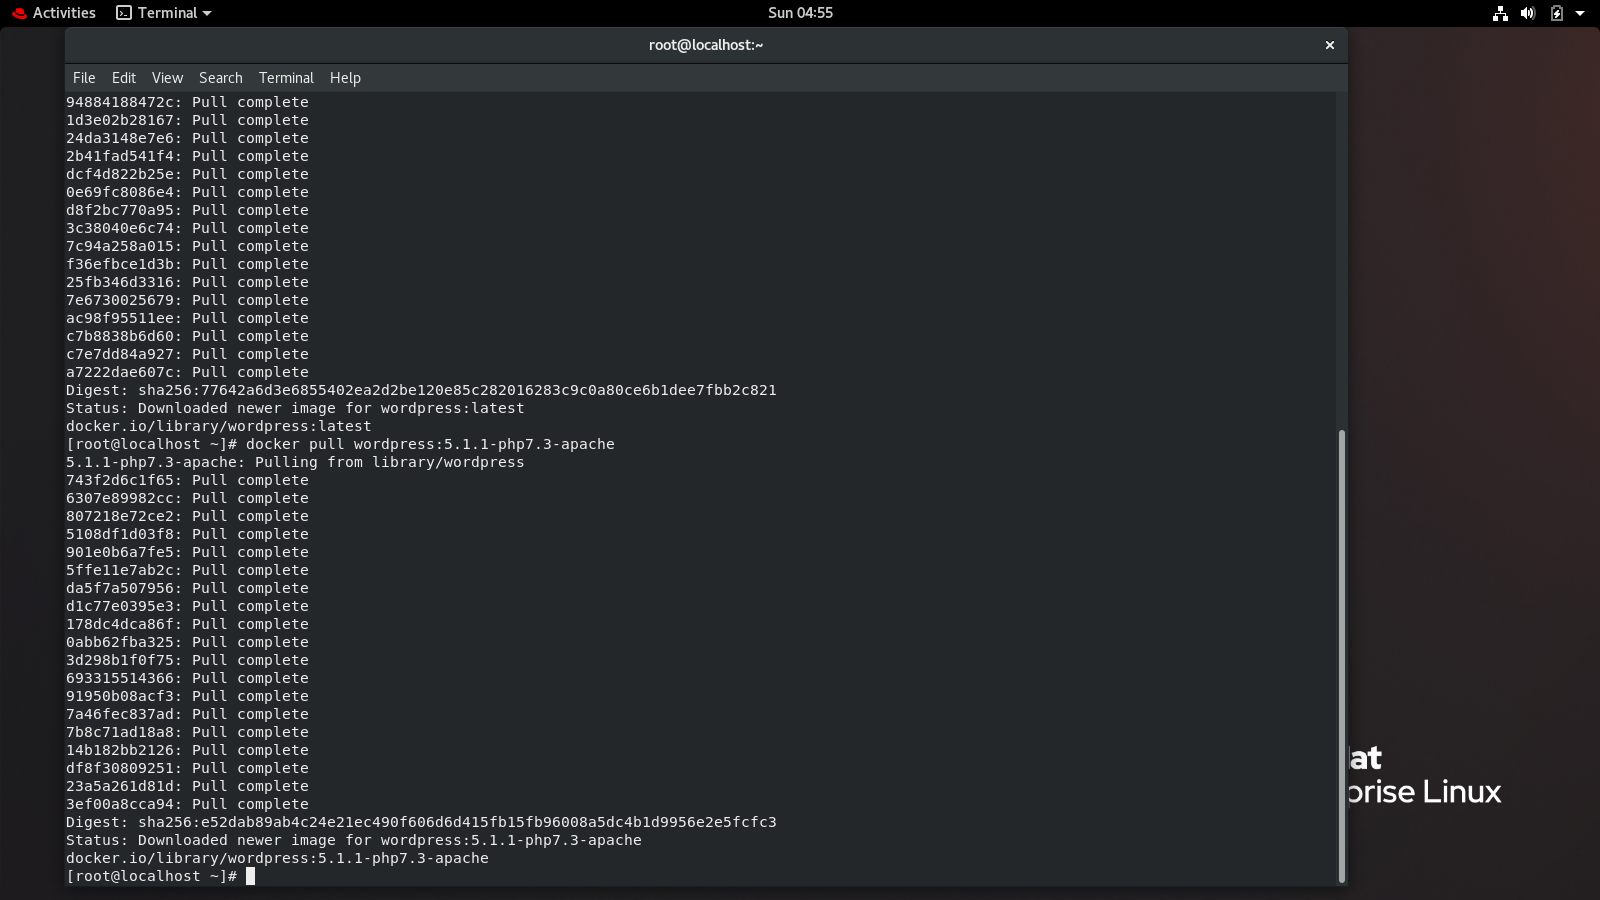 Activities Terminal Sun 04:55
root@localhost:~
File Edit View Search Terminal Help
94884188472c: Pull complete
1d3e02b28167: Pull complete
24da3148e7e6: Pull complete
2b41fad541f4: Pull complete
dcf4d822b25e: Pull complete
0e69fc8086e4: Pull complete
d8f2bc770a95: Pull complete
3c38040e6c74: Pull complete
7c94a258a015: Pull complete
f36efbce1d3b: Pull complete
25fb346d3316: Pull complete
7e6730025679: Pull complete
ac98f95511ee: Pull complete
c7b8838b6d60: Pull complete
c7e7dd84a927: Pull complete
a7222dae607c: Pull complete
Digest: sha256:77642a6d3e6855402ea2d2be120e85c282016283c9c0a80ce6b1dee7fbb2c821
Status: Downloaded newer image for wordpress:latest
docker.io/library/wordpress:latest
[root@localhost ~]# docker pull wordpress:5.1.1-php7.3-apache
5.1.1-php7.3-apache: Pulling from library/wordpress
743f2d6c1f65: Pull complete
6307e89982cc: Pull complete
807218e72ce2: Pull complete
5108df1d03f8: Pull complete
901e0b6a7fe5: Pull complete
5ffe11e7ab2c: Pull complete
da5f7a507956: Pull complete
d1c77e0395e3: Pull complete
178dc4dca86f: Pull complete
0abb62fba325: Pull complete
3d298b1f0f75: Pull complete
693315514366: Pull complete
91950b08acf3: Pull complete
7a46fec837ad: Pull complete
7b8c71ad18a8: Pull complete
14b182bb2126: Pull complete
df8f30809251: Pull complete
23a5a261d81d: Pull complete
3ef00a8cca94: Pull complete
Digest: sha256:e52dab89ab4c24e21ec490f606d6d415fb15fb96008a5dc4b1d9956e2e5fcfc3
Status: Downloaded newer image for wordpress:5.1.1-php7.3-apache
docker.io/library/wordpress:5.1.1-php7.3-apache
[root@localhost ~]#
at
prise Linux